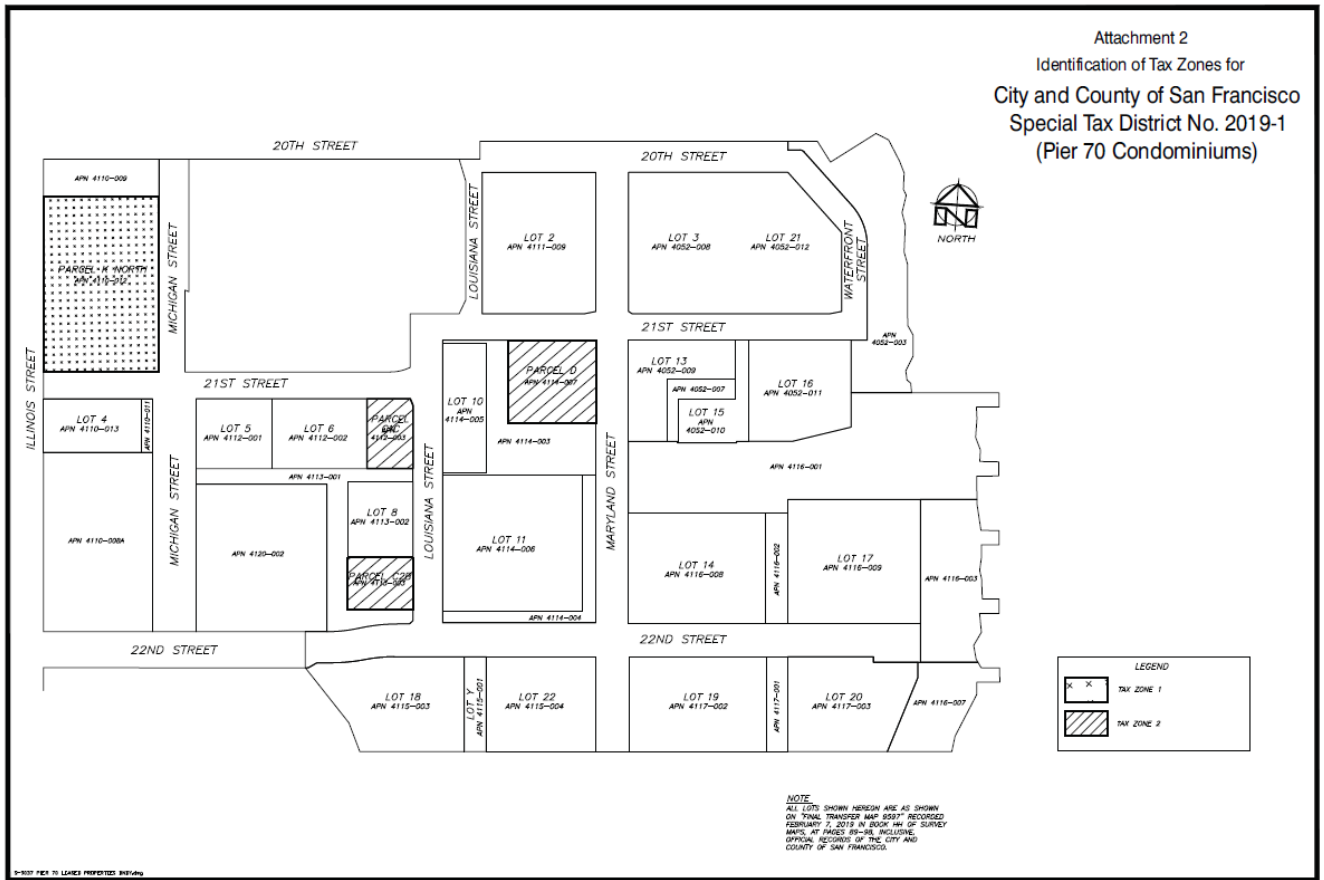 Attachment 2
Identification of Tax Zones for
City and County of San Francisco
Special Tax District No. 2019-1
(Pier 70 Condominiums)
20TH STREET
20TH STREET
APN 4110-009
MICHIGAN STREET
LOUISIANA STREET
LOT 2
APN 4111-009
LOT 3
APN 4052-008
LOT 21
APN 4052-012
WATERFRONT
STREET
NORTH
PARCEL K NORTH
APN 4110-012
21ST STREET
APN
4052-003
ILLINOIS STREET
21ST STREET
LOT 4
APN 4110-013
APN 4110-011
LOT 5
APN 4112-001
LOT 6
APN 4112-002
PARCEL
4112-003
LOT 10
APN
4114-005
PARCEL D
APN 4114-007
APN 4114-003
LOT 13
APN 4052-009
APN 4052-007
LOT 15
APN
4052-010
LOT 16
APN 4052-011
APN 4116-001
APN 4113-001
MICHIGAN STREET
LOUISIANA STREET
MARYLAND STREET
APN 4110-008A
APN 4120-002
LOT 8
APN 4113-002
PARCEL C2B
APN
LOT 11
APN 4114-006
APN 4114-004
LOT 14
APN 4116-008
APN 4116-002
LOT 17
APN 4116-009
APN 4116-003
22ND STREET
22ND STREET
LOT 18
APN 4115-003
LOT Y
APN 4115-001
LOT 22
APN 4115-004
LOT 19
APN 4117-002
APN 4117-001
LOT 20
APN 4117-003
APN 4116-007
LEGEND
TAX ZONE 1
TAX ZONE 2
NOTE
ALL LOTS SHOWN HEREON ARE AS SHOWN
ON "FINAL TRANSFER MAP 9597" RECORDED
FEBRUARY 7, 2019 IN BOOK HH OF SURVEY
MAPS, AT PAGES 89-98, INCLUSIVE,
OFFICIAL RECORDS OF THE CITY AND
COUNTY OF SAN FRANCISCO.
PIER 70 LEASED PROPERTIES